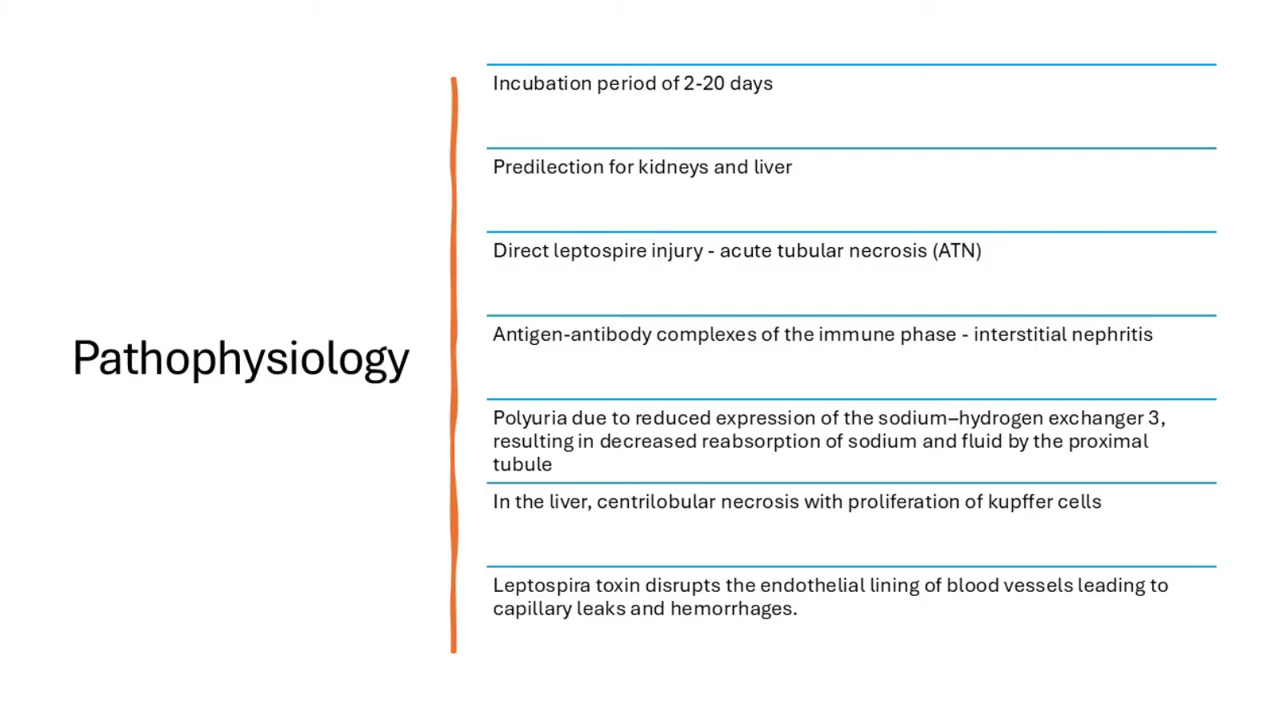 Pathophysiology
Incubation period of 2-20 days
Predilection for kidneys and liver
Direct leptospire injury - acute tubular necrosis (ATN)
Antigen-antibody complexes of the immune phase - interstitial nephritis
Polyuria due to reduced expression of the sodium–hydrogen exchanger 3,
resulting in decreased reabsorption of sodium and fluid by the proximal
tubule
In the liver, centrilobular necrosis with proliferation of kupffer cells
Leptospira toxin disrupts the endothelial lining of blood vessels leading to
capillary leaks and hemorrhages.